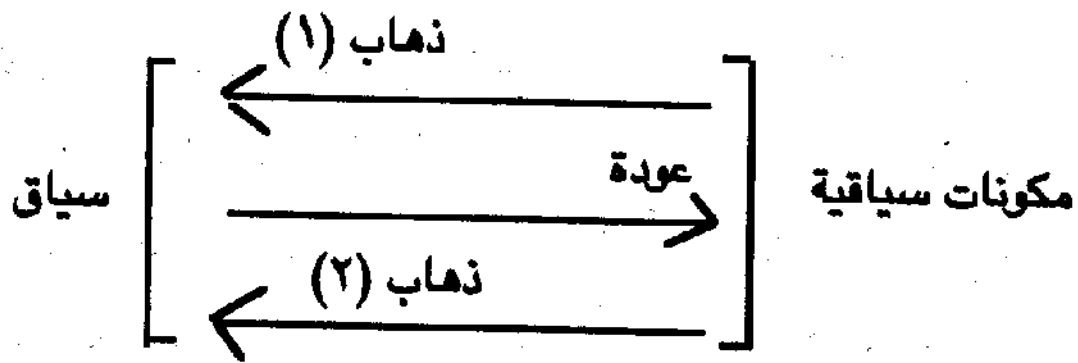 ذهاب (١)
مكونات سياقية
عودة
سياق
ذهاب (٢)